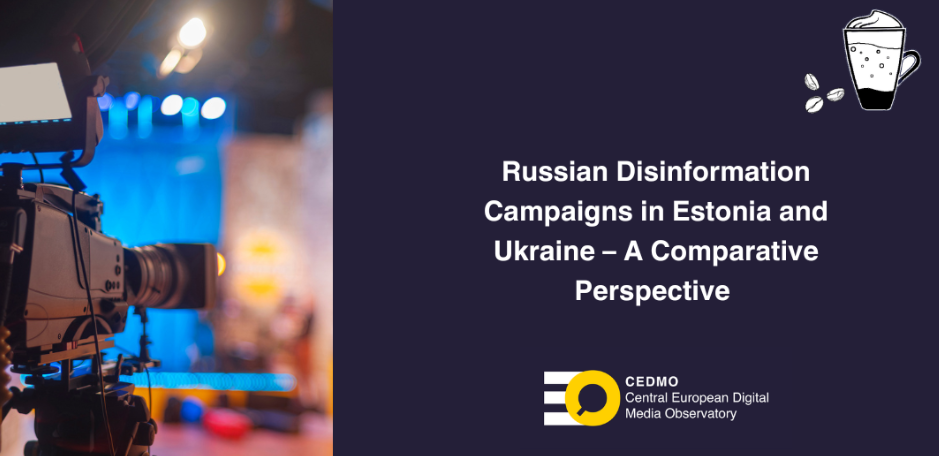 Russian Disinformation
Campaigns in Estonia and
Ukraine – A Comparative
Perspective
CEDMO
Central European Digital
Media Observatory